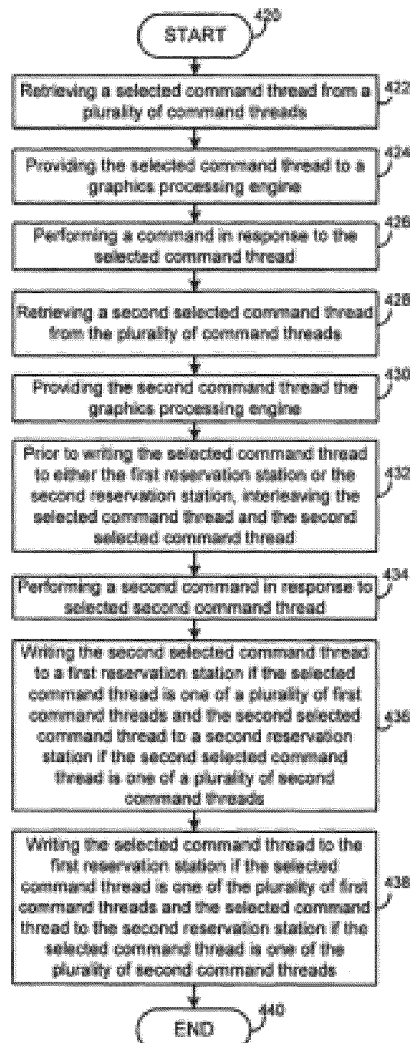 START
420
Retrieving a selected command thread from a
plurality of command threads
422
Providing the selected command thread to a
graphics processing engine
424
Performing a command in response to the
selected command thread
426
Retrieving a second selected command thread
from the plurality of command threads
428
Providing the second command thread the
graphics processing engine
430
Prior to writing the selected command thread
to either the first reservation station or the
second reservation station, interleaving the
selected command thread and the second
selected command thread
432
Performing a second command in response to
selected second command thread
434
Writing the second selected command thread
to a first reservation station if the selected
command thread is one of a plurality of first
command threads and the second selected
command thread to a second reservation
station if the second selected command
thread is one of a plurality of second
command threads
436
Writing the selected command thread to the
first reservation station if the selected
command thread is one of the plurality of first
command threads and the selected command
thread to the second reservation station if the
selected command thread is one of the
plurality of second command threads
438
END
440